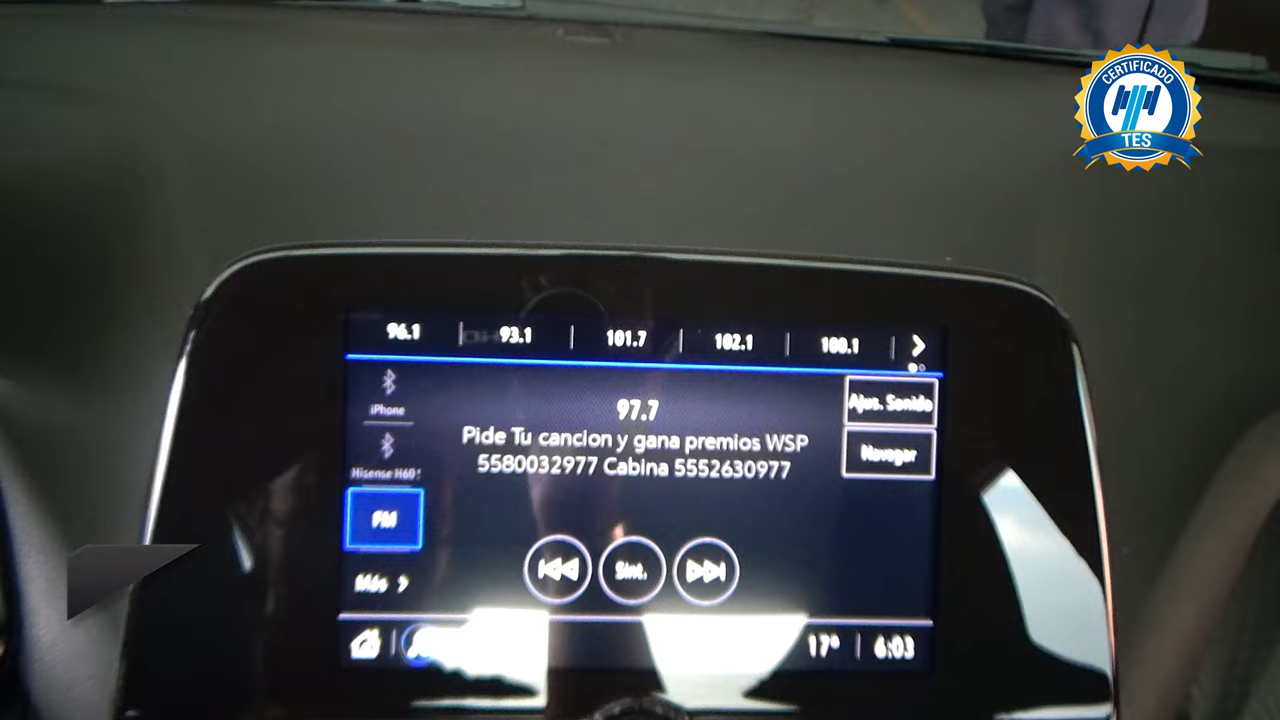 CERTIFICADO
TES
96.1 93.1 101.7 102.1 100.1
iPhone
Hisense H60
FM
Más
97.7
Pide Tu cancion y gana premios WSP
5580032977 Cabina 5552630977
Ajus. Sonido
Navegar
Sint.
17° 6:03